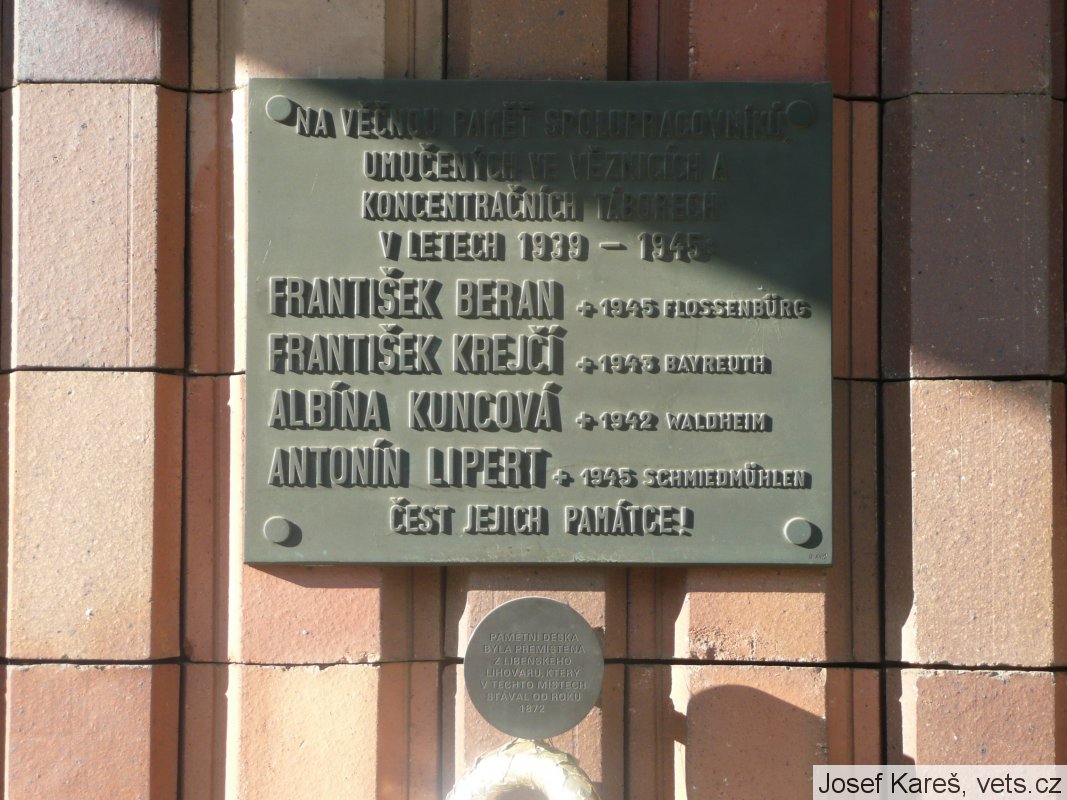 NA VĚČNOU PAMĚŤ SPOLUPRACOVNÍKŮ
UMUČENÝCH VE VĚZNICÍCH A
KONCENTRAČNÍCH TÁBORECH
V LETECH 1939 – 1945:
FRANTIŠEK BERAN + 1945 FLOSSENBÜRG
FRANTIŠEK KREJČÍ + 1943 BAYREUTH
ALBÍNA KUNCOVÁ + 1942 WALDHEIM
ANTONÍN LIPERT + 1945 SCHMIEDMÜHLEN
ČEST JEJICH PAMÁTCE!
PAMĚTNÍ DESKA
BYLA PŘEMÍSTĚNA
Z LIBEŇSKÉHO
LIHOVARU, KTERÝ
V TĚCHTO MÍSTECH
STÁVAL OD ROKU
1872
Josef Kareš, vets.cz